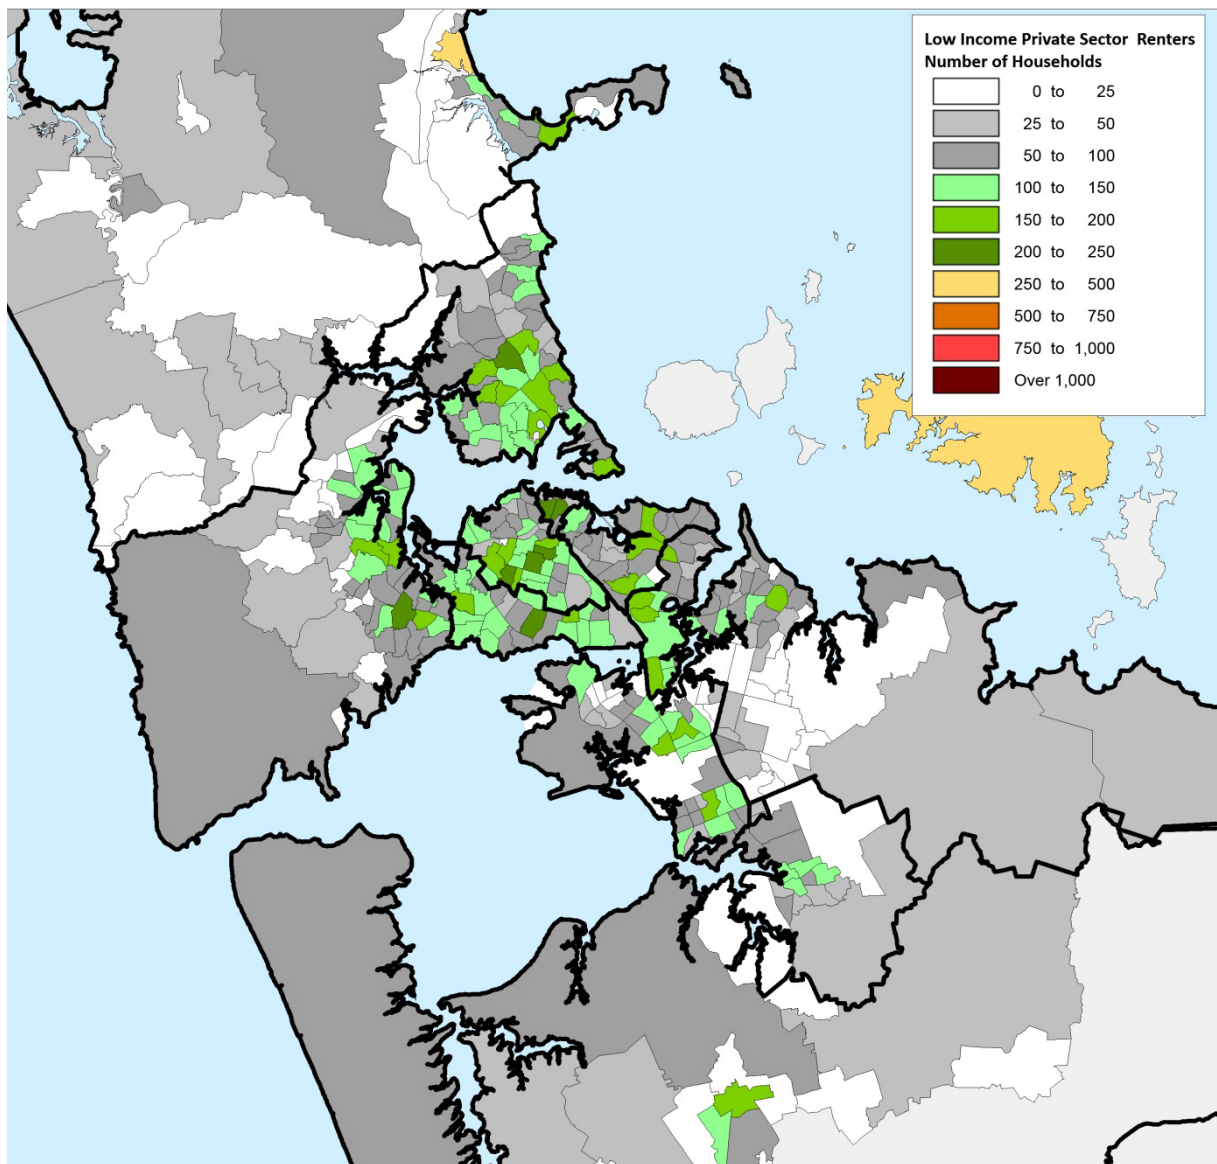 Low Income Private Sector Renters
Number of Households
0 to 25
25 to 50
50 to 100
100 to 150
150 to 200
200 to 250
250 to 500
500 to 750
750 to 1,000
Over 1,000